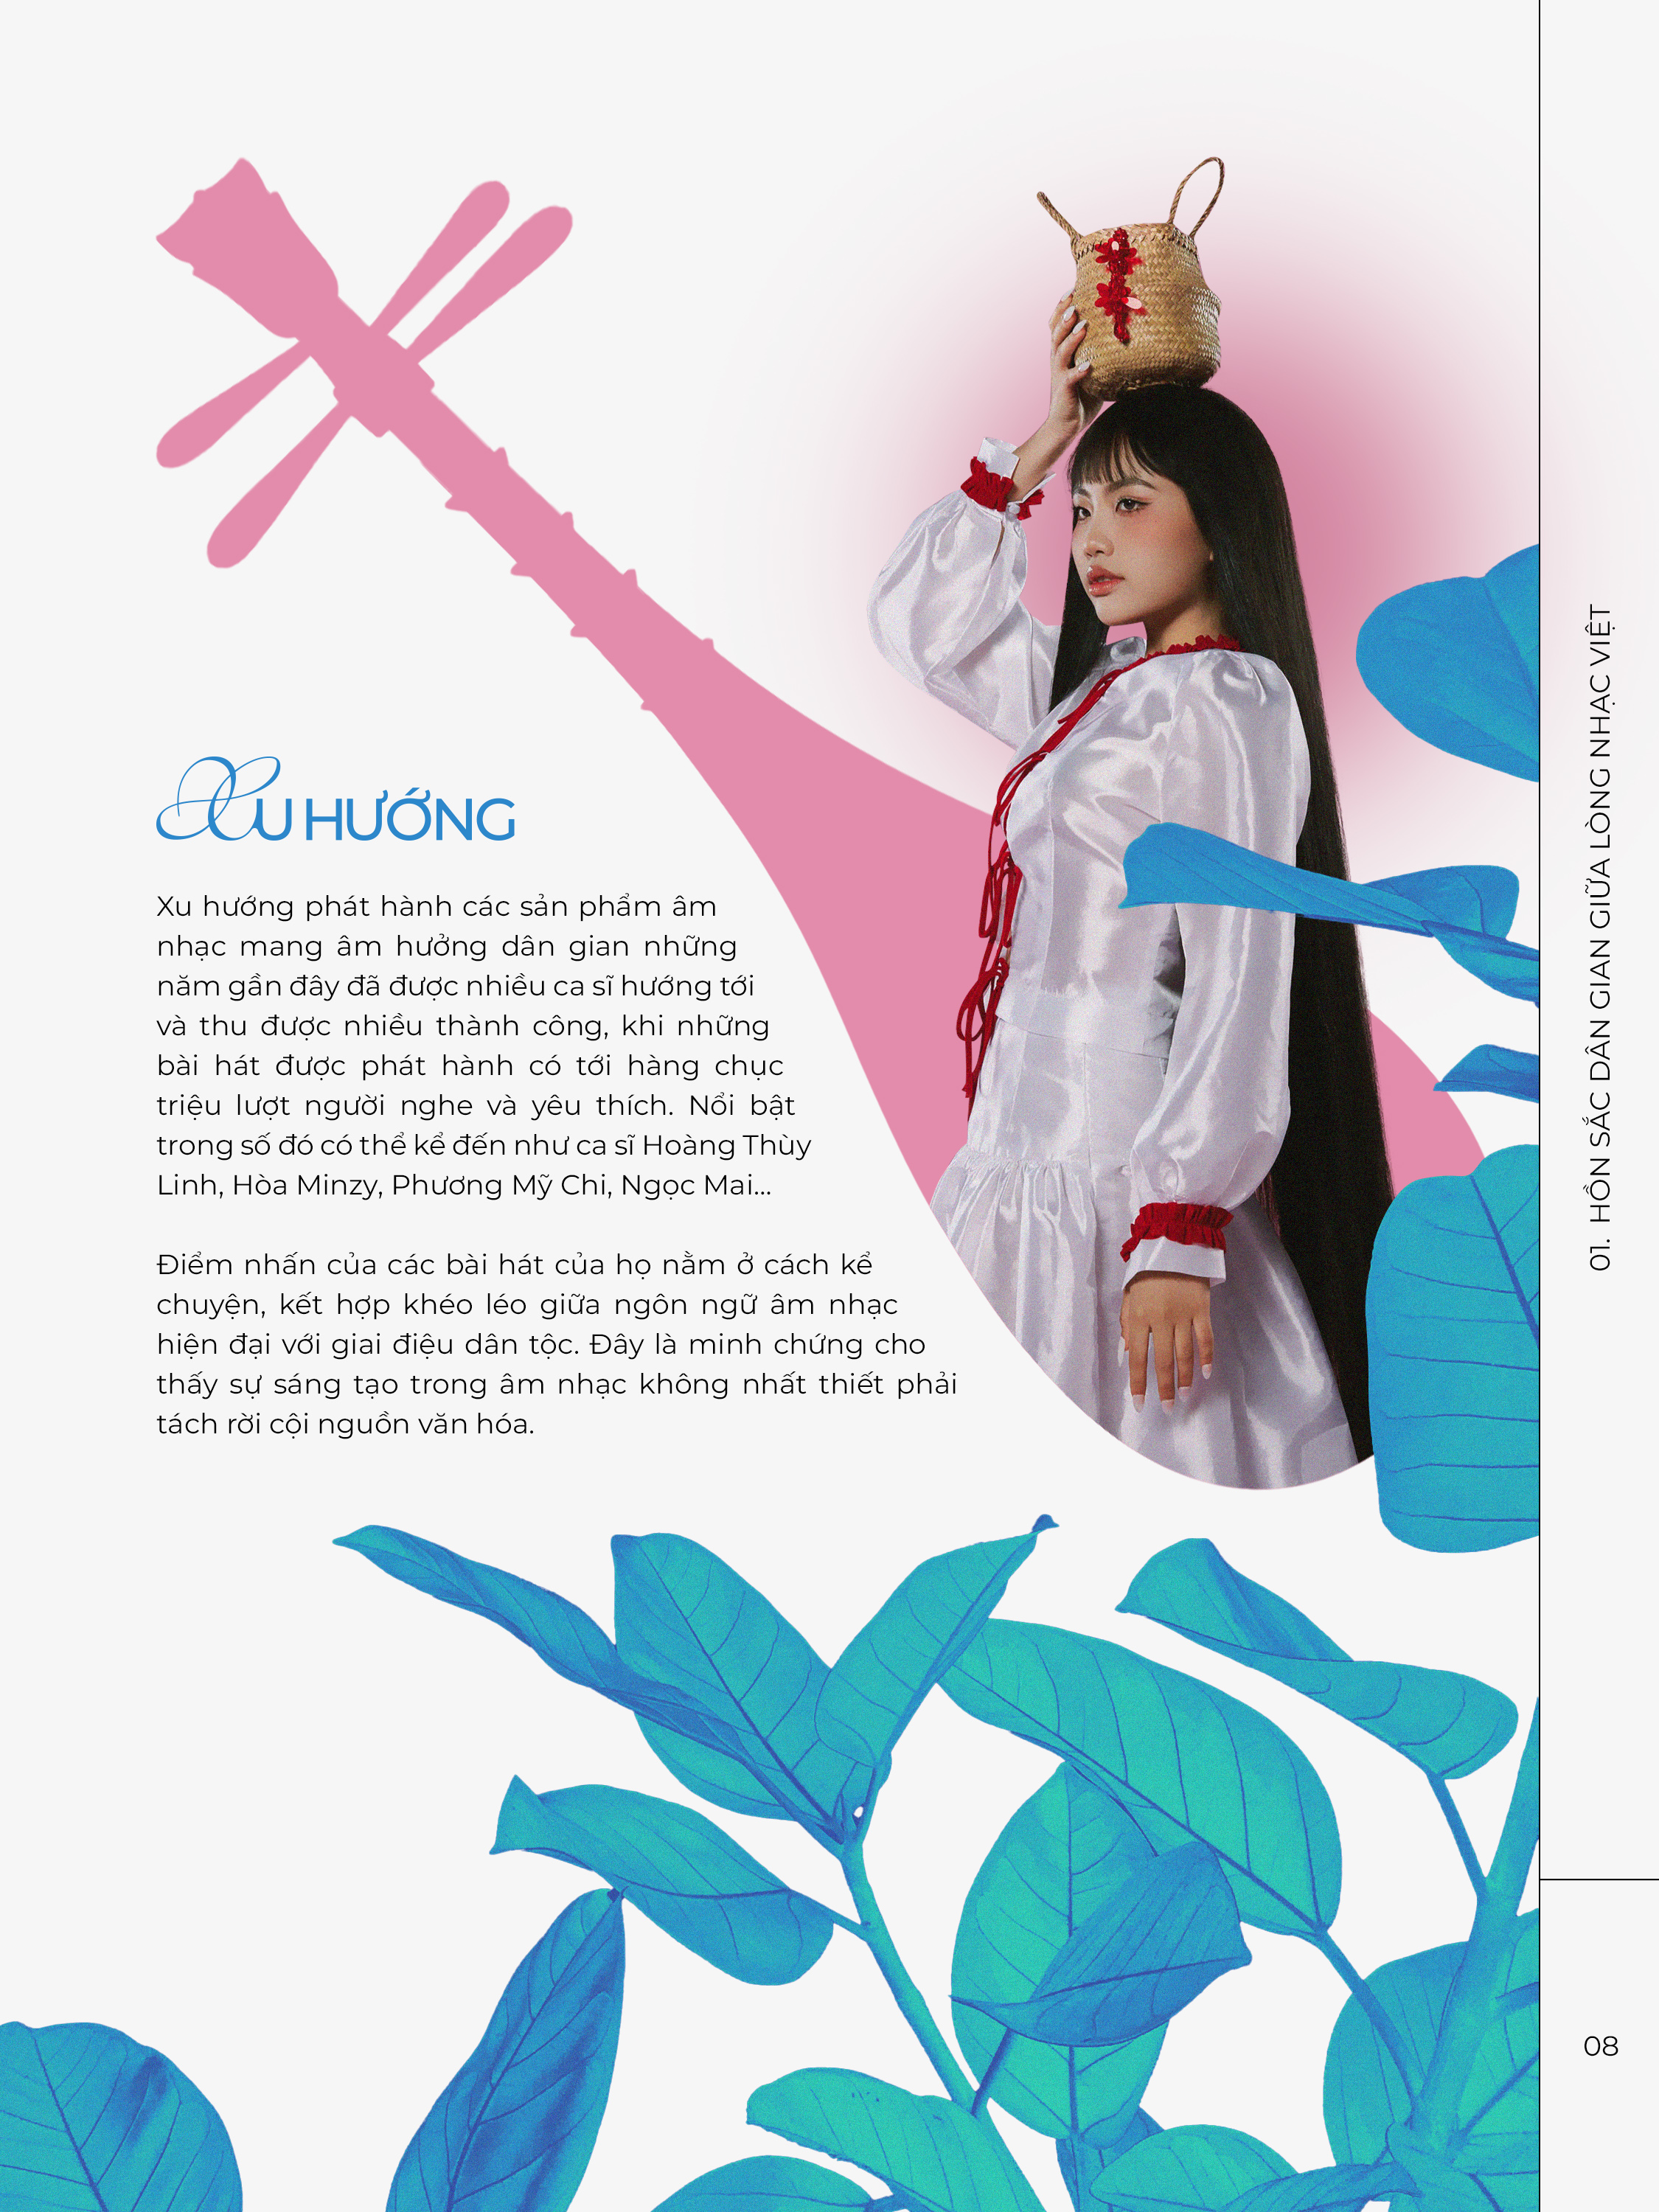 XU HƯỚNG
Xu hướng phát hành các sản phẩm âm
nhạc mang âm hưởng dân gian những
năm gần đây đã được nhiều ca sĩ hướng tới
và thu được nhiều thành công, khi những
bài hát được phát hành có tới hàng chục
triệu lượt người nghe và yêu thích. Nổi bật
trong số đó có thể kể đến như ca sĩ Hoàng Thùy
Linh, Hòa Minzy, Phương Mỹ Chi, Ngọc Mai...
Điểm nhấn của các bài hát của họ nằm ở cách kể
chuyện, kết hợp khéo léo giữa ngôn ngữ âm nhạc
hiện đại với giai điệu dân tộc. Đây là minh chứng cho
thấy sự sáng tạo trong âm nhạc không nhất thiết phải
tách rời cội nguồn văn hóa.
01. HỒN SẮC DÂN GIAN GIỮA LÒNG NHẠC VIỆT
08